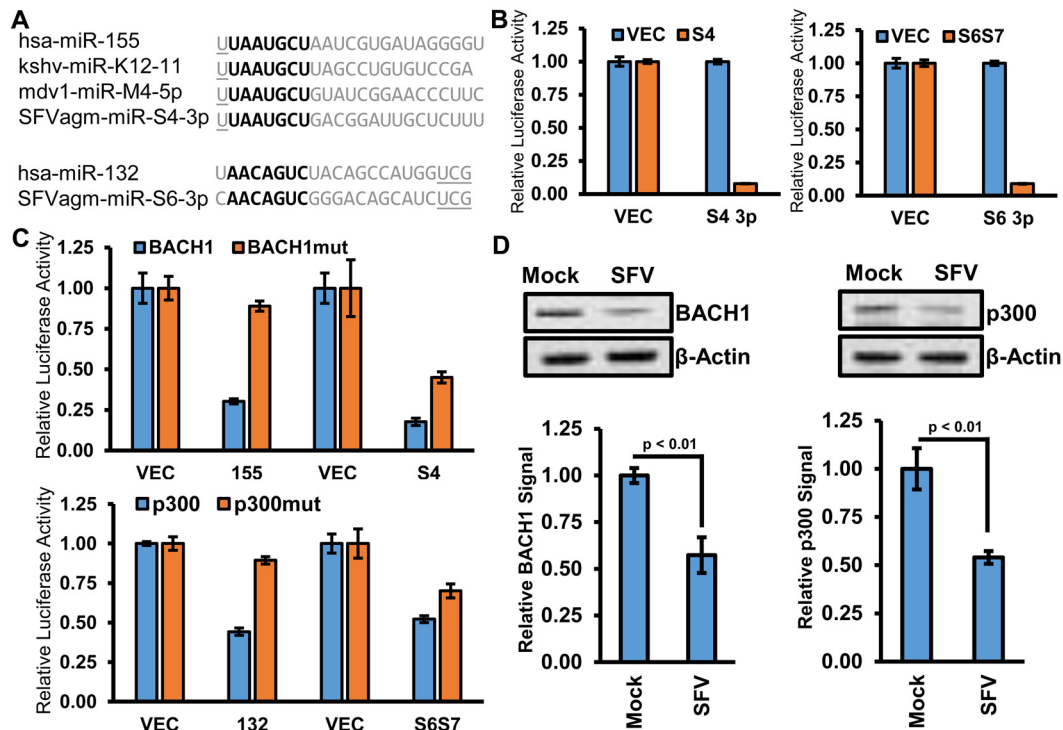 A
hsa-miR-155 UUAAUGCUAAUCGUGAUAGGGGU
kshv-miR-K12-11 UUAAUGCUUAGCCUGUGUCCGA
mdv1-miR-M4-5p UUAAUGCUGUAUCGGAACCCUUC
SFVagm-miR-S4-3p UUAAUGCUGACGGAUUGCUCUUU
hsa-miR-132 UAACAGUCUACAGCCAUGGUCG
SFVagm-miR-S6-3p CAACAGUCGGGACAGCAUCUCG
B
Relative Luciferase Activity
VEC S4
1.25
1.00
0.75
0.50
0.25
0.00
VEC S4 3p
Relative Luciferase Activity
VEC S6S7
1.25
1.00
0.75
0.50
0.25
0.00
VEC S6 3p
C
Relative Luciferase Activity
BACH1 BACH1mut
1.25
1.00
0.75
0.50
0.25
0.00
VEC 155 VEC S4
Relative Luciferase Activity
p300 p300mut
1.25
1.00
0.75
0.50
0.25
0.00
VEC 132 VEC S6S7
D
Mock SFV
BACH1
β-Actin
Mock SFV
p300
β-Actin
Relative BACH1 Signal
1.25
1.00
0.75
0.50
0.25
0.00
p < 0.01
Mock SFV
Relative p300 Signal
1.25
1.00
0.75
0.50
0.25
0.00
p < 0.01
Mock SFV